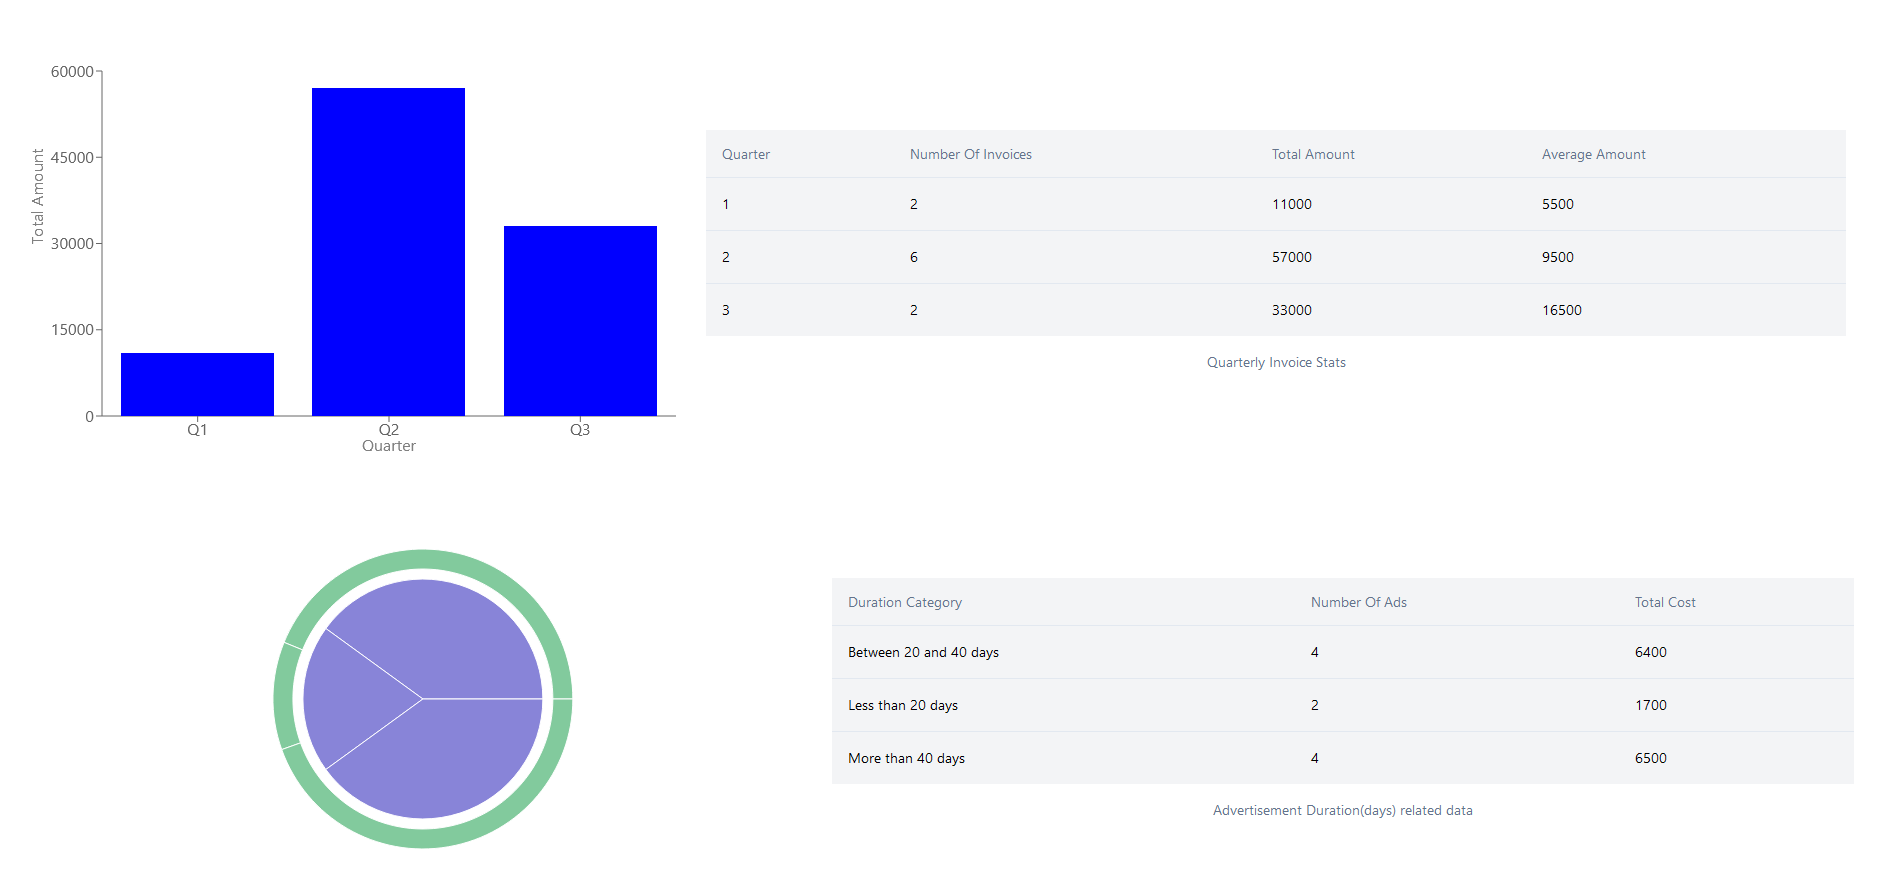 60000
45000
30000
15000
0
Total Amount
Q1 Q2 Q3
Quarter
Quarter Number Of Invoices Total Amount Average Amount
1 2 11000 5500
2 6 57000 9500
3 2 33000 16500
Quarterly Invoice Stats
Duration Category Number Of Ads Total Cost
Between 20 and 40 days 4 6400
Less than 20 days 2 1700
More than 40 days 4 6500
Advertisement Duration(days) related data